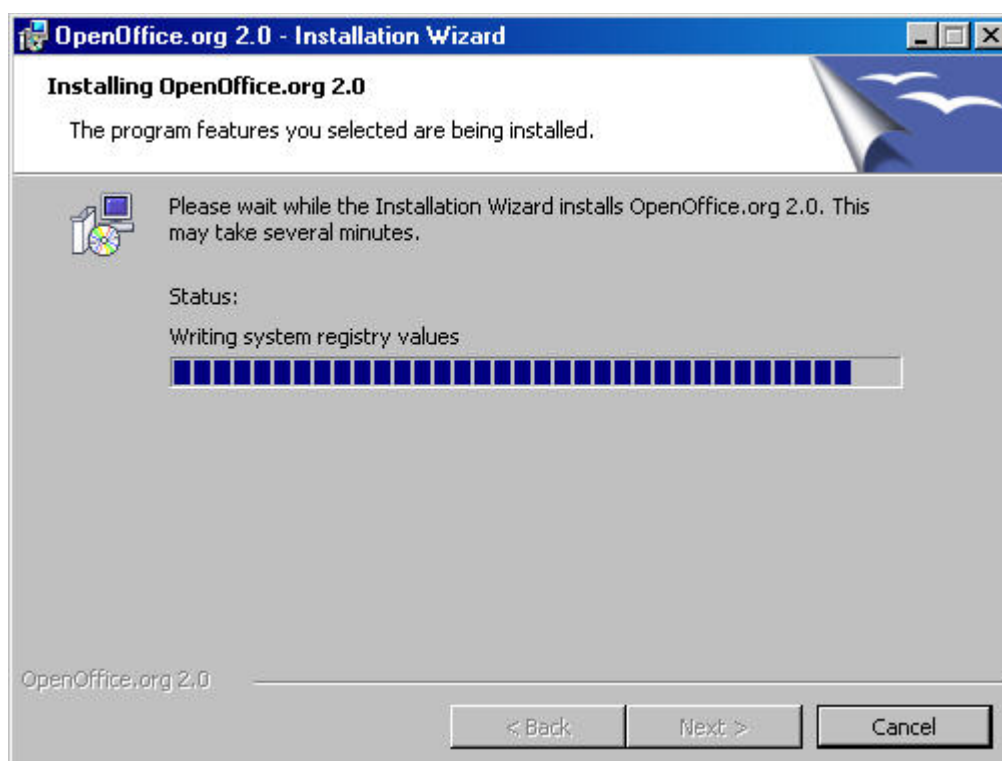 OpenOffice.org 2.0 - Installation Wizard
Installing OpenOffice.org 2.0
The program features you selected are being installed.
Please wait while the Installation Wizard installs OpenOffice.org 2.0. This
may take several minutes.
Status:
Writing system registry values
OpenOffice.org 2.0
< Back
Next >
Cancel